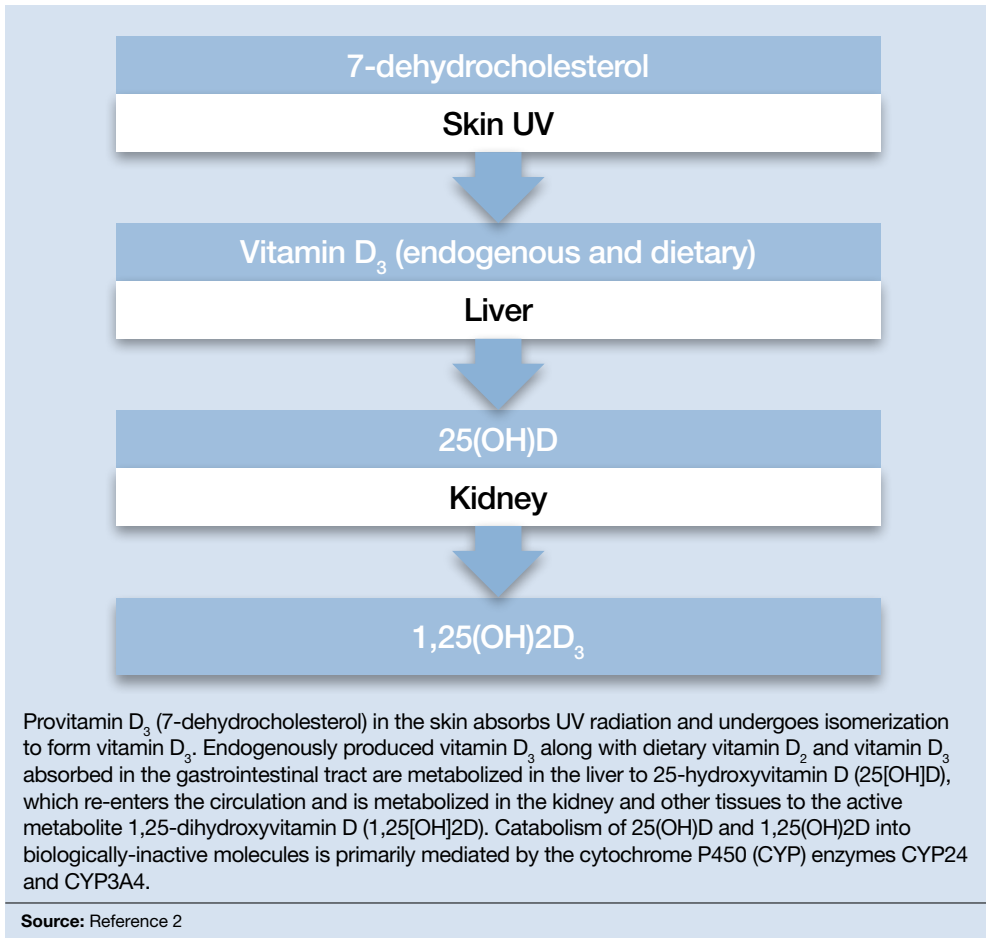 7-dehydrocholesterol
Skin UV
Vitamin D₃ (endogenous and dietary)
Liver
25(OH)D
Kidney
1,25(OH)2D₃
Provitamin D₃ (7-dehydrocholesterol) in the skin absorbs UV radiation and undergoes isomerization
to form vitamin D₃. Endogenously produced vitamin D₃ along with dietary vitamin D₂ and vitamin D₃
absorbed in the gastrointestinal tract are metabolized in the liver to 25-hydroxyvitamin D (25[OH]D),
which re-enters the circulation and is metabolized in the kidney and other tissues to the active
metabolite 1,25-dihydroxyvitamin D (1,25[OH]2D). Catabolism of 25(OH)D and 1,25(OH)2D into
biologically-inactive molecules is primarily mediated by the cytochrome P450 (CYP) enzymes CYP24
and CYP3A4.
Source: Reference 2